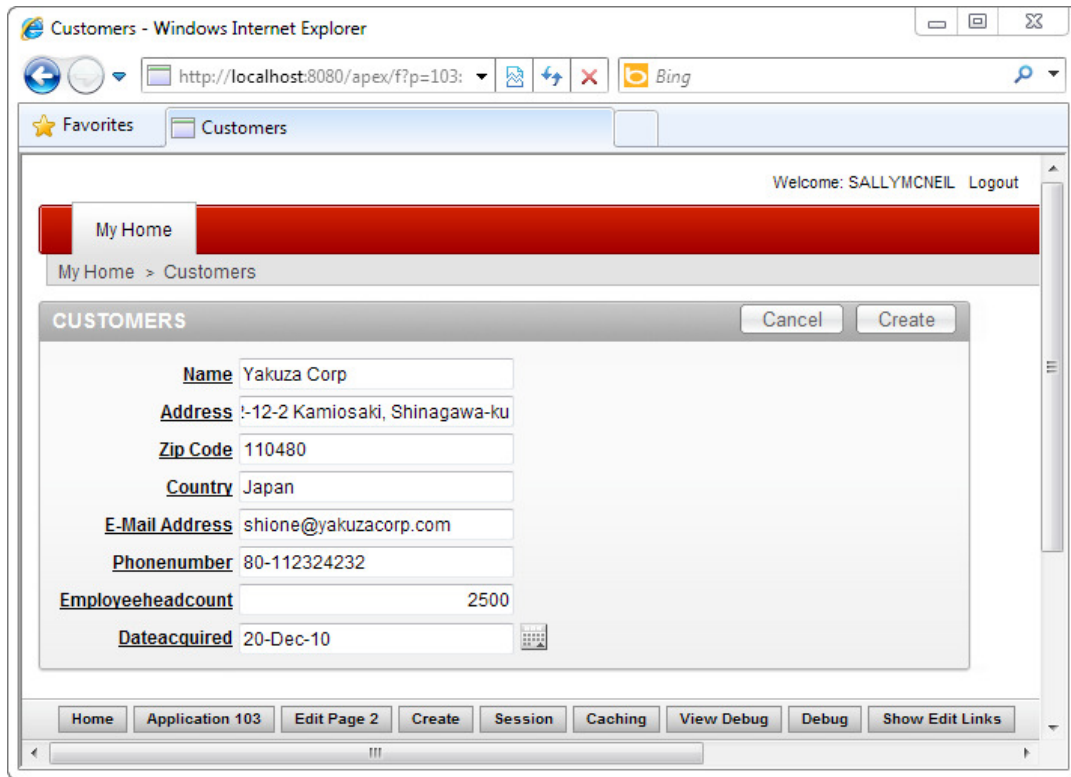 Customers - Windows Internet Explorer
http://localhost:8080/apex/f?p=103:
Bing
Favorites
Customers
Welcome: SALLYMCNEIL Logout
My Home
My Home > Customers
CUSTOMERS
Cancel Create
Name Yakuza Corp
Address -12-2 Kamiosaki, Shinagawa-ku
Zip Code 110480
Country Japan
E-Mail Address shione@yakuzacorp.com
Phonenumber 80-112324232
Employeeheadcount 2500
Dateacquired 20-Dec-10
Home Application 103 Edit Page 2 Create Session Caching View Debug Debug Show Edit Links